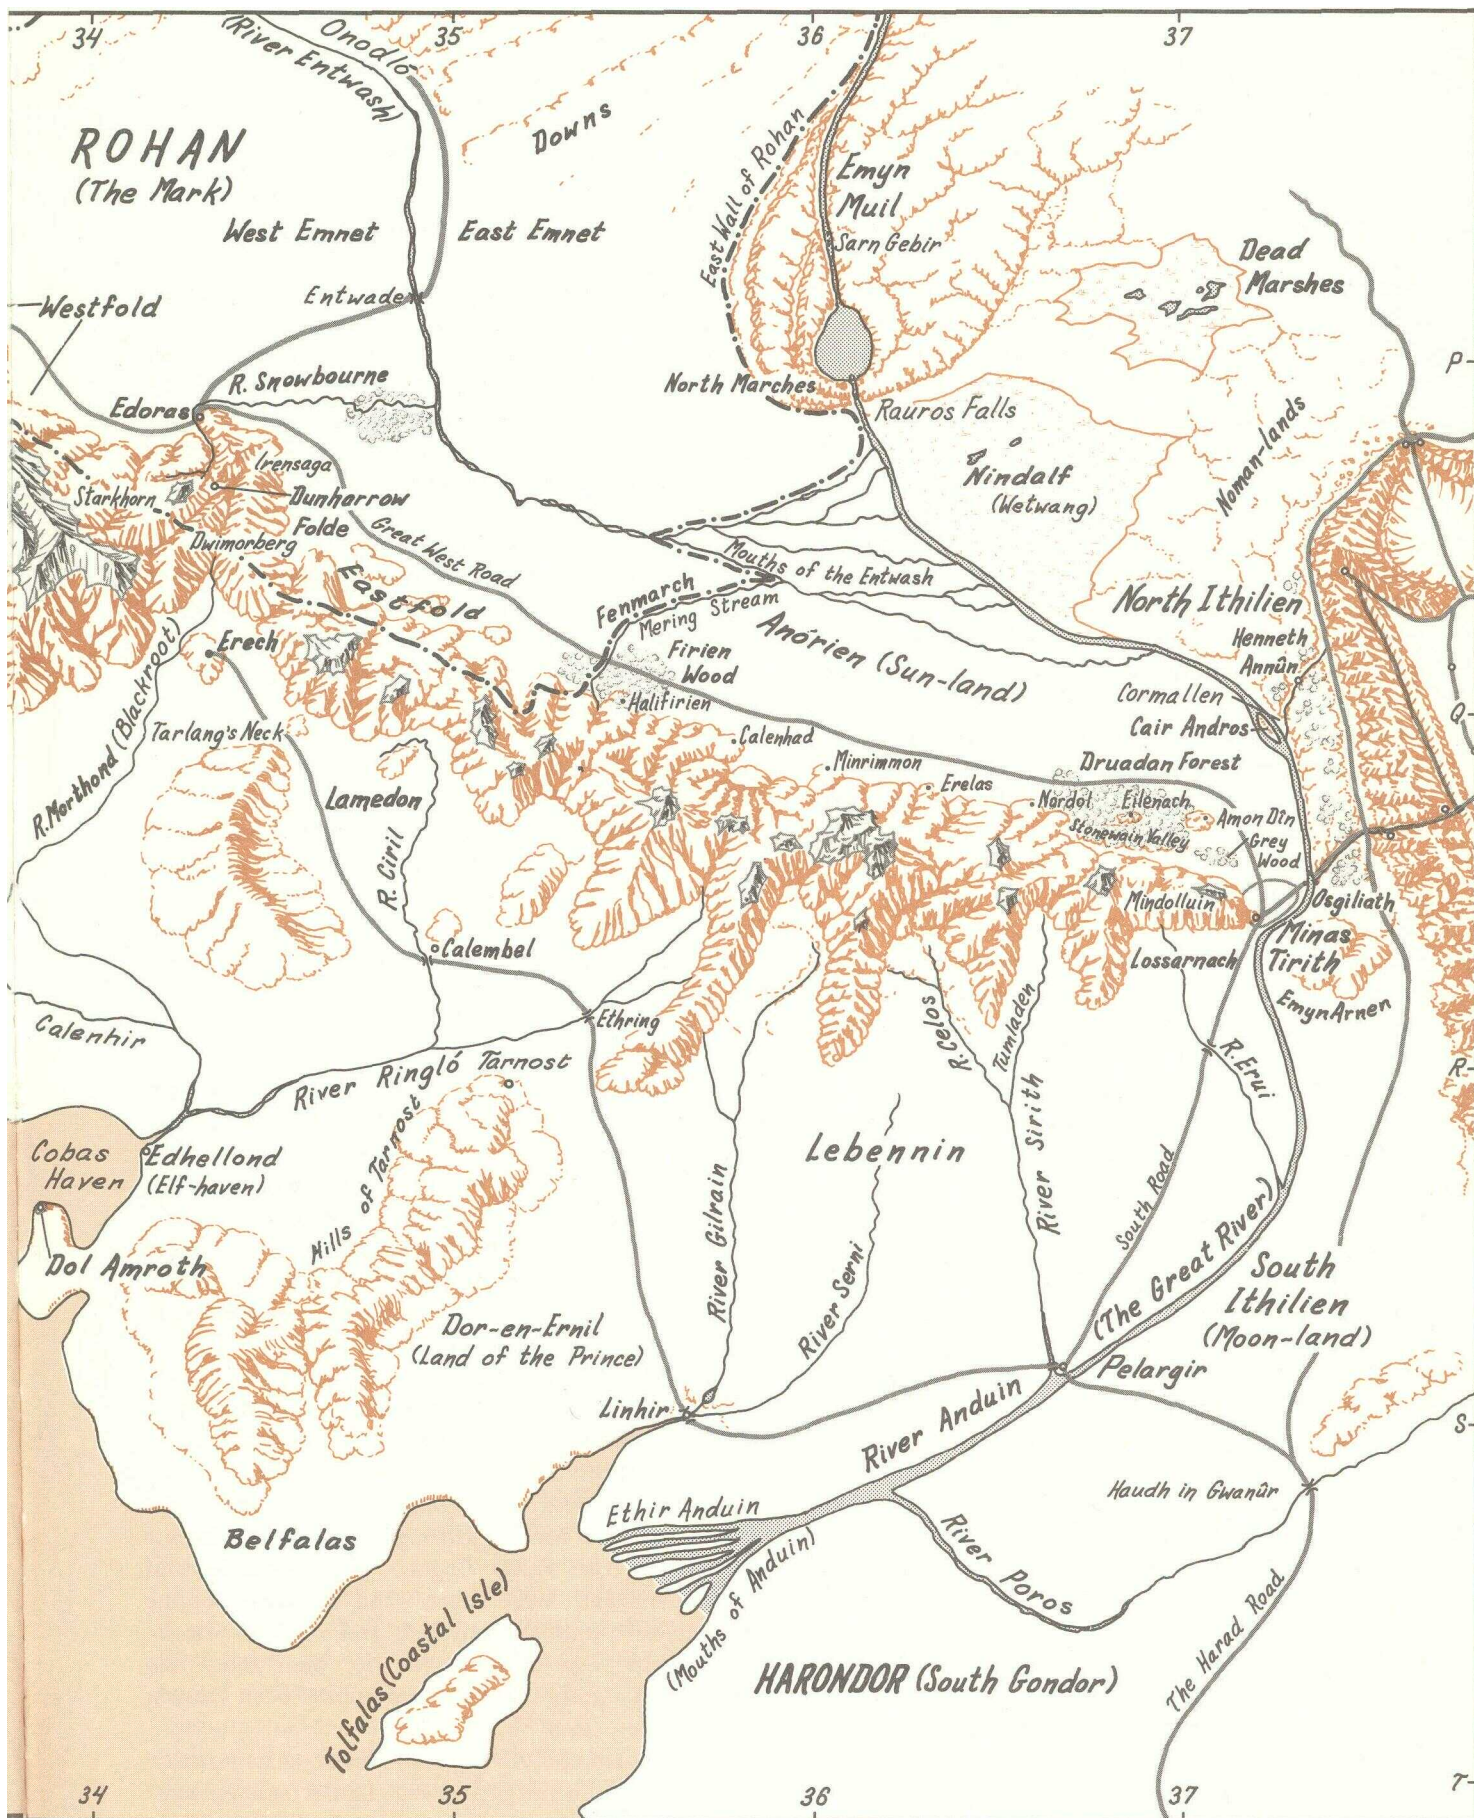 34
35
36
37
Onodló
(River Entwash)
ROHAN
(The Mark)
Downs
East Wall of Rohan
Emyn
Muil
Sarn Gebir
West Emnet
East Emnet
Dead
Marshes
Entwade
Westfold
P-
R. Snowbourne
North Marches
Edoras
Rauros Falls
Noman-lands
Irensaga
Starkhorn
Dunharrow
Nindalf
(Wetwang)
Folde
Dwimorberg
Great West Road
Mouths of the Entwash
Eastfold
Fenmarch
Mering Stream
North Ithilien
Erech
Anórien (Sun-land)
Henneth
Annûn
Firien
Wood
Halifirien
Cormallen
Cair Andros
Q-
R. Morthond (Blackroot)
Tarlang's Neck
Calenhad
Minrimmon
Druadan Forest
Lamedon
Erelas
Nardol
Eilenach
Amon Dîn
Stonewain Valley
Grey
Wood
R. Ciril
Mindolluin
Osgiliath
Minas
Tirith
Calembel
Lossarnach
Emyn Arnen
Ethring
R. Celos
Tumladen
Calenhir
River Ringló
Tarnost
R. Erui
R-
Hills of Tarnost
River Sirith
Lebennin
Cobas
Haven
Edhellond
(Elf-haven)
South Road
River Gilrain
River Serni
Dol Amroth
(The Great River)
South
Ithilien
(Moon-land)
Dor-en-Ernil
(Land of the Prince)
Pelargir
Linhir
River Anduin
S-
Haudh in Gwanûr
Ethir Anduin
Belfalas
River Poros
(Mouths of Anduin)
Tolfalas (Coastal Isle)
The Harad Road
HARONDOR (South Gondor)
34
35
36
37
T-